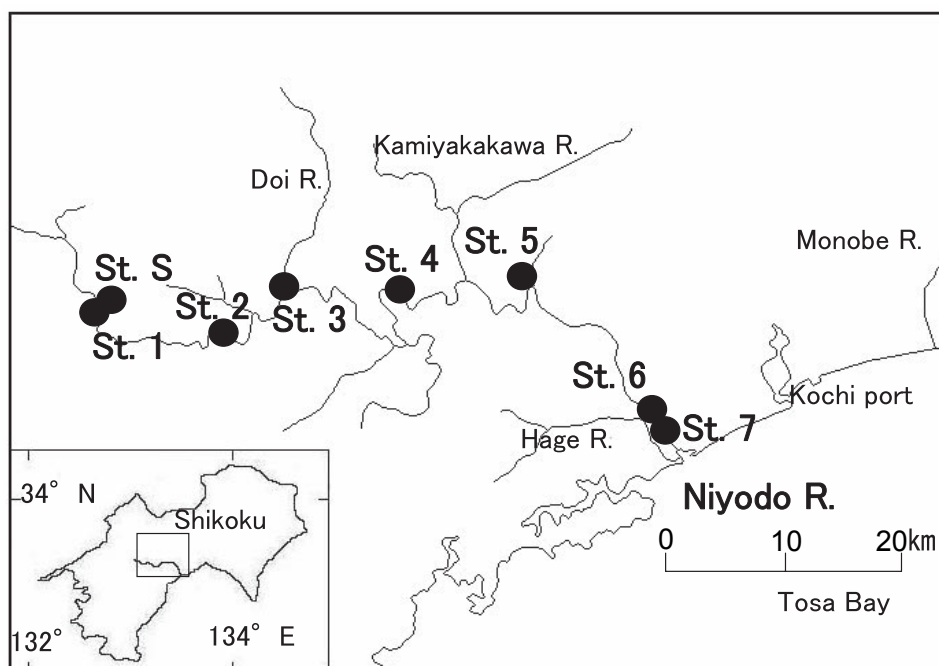 Kamiyakakawa R.
Doi R.
St. 5
Monobe R.
St. S
St. 4
St. 2
St. 3
St. 1
St. 6
Kochi port
Hage R.
St. 7
34° N
Niyodo R.
Shikoku
0 10 20km
Tosa Bay
132° 134° E